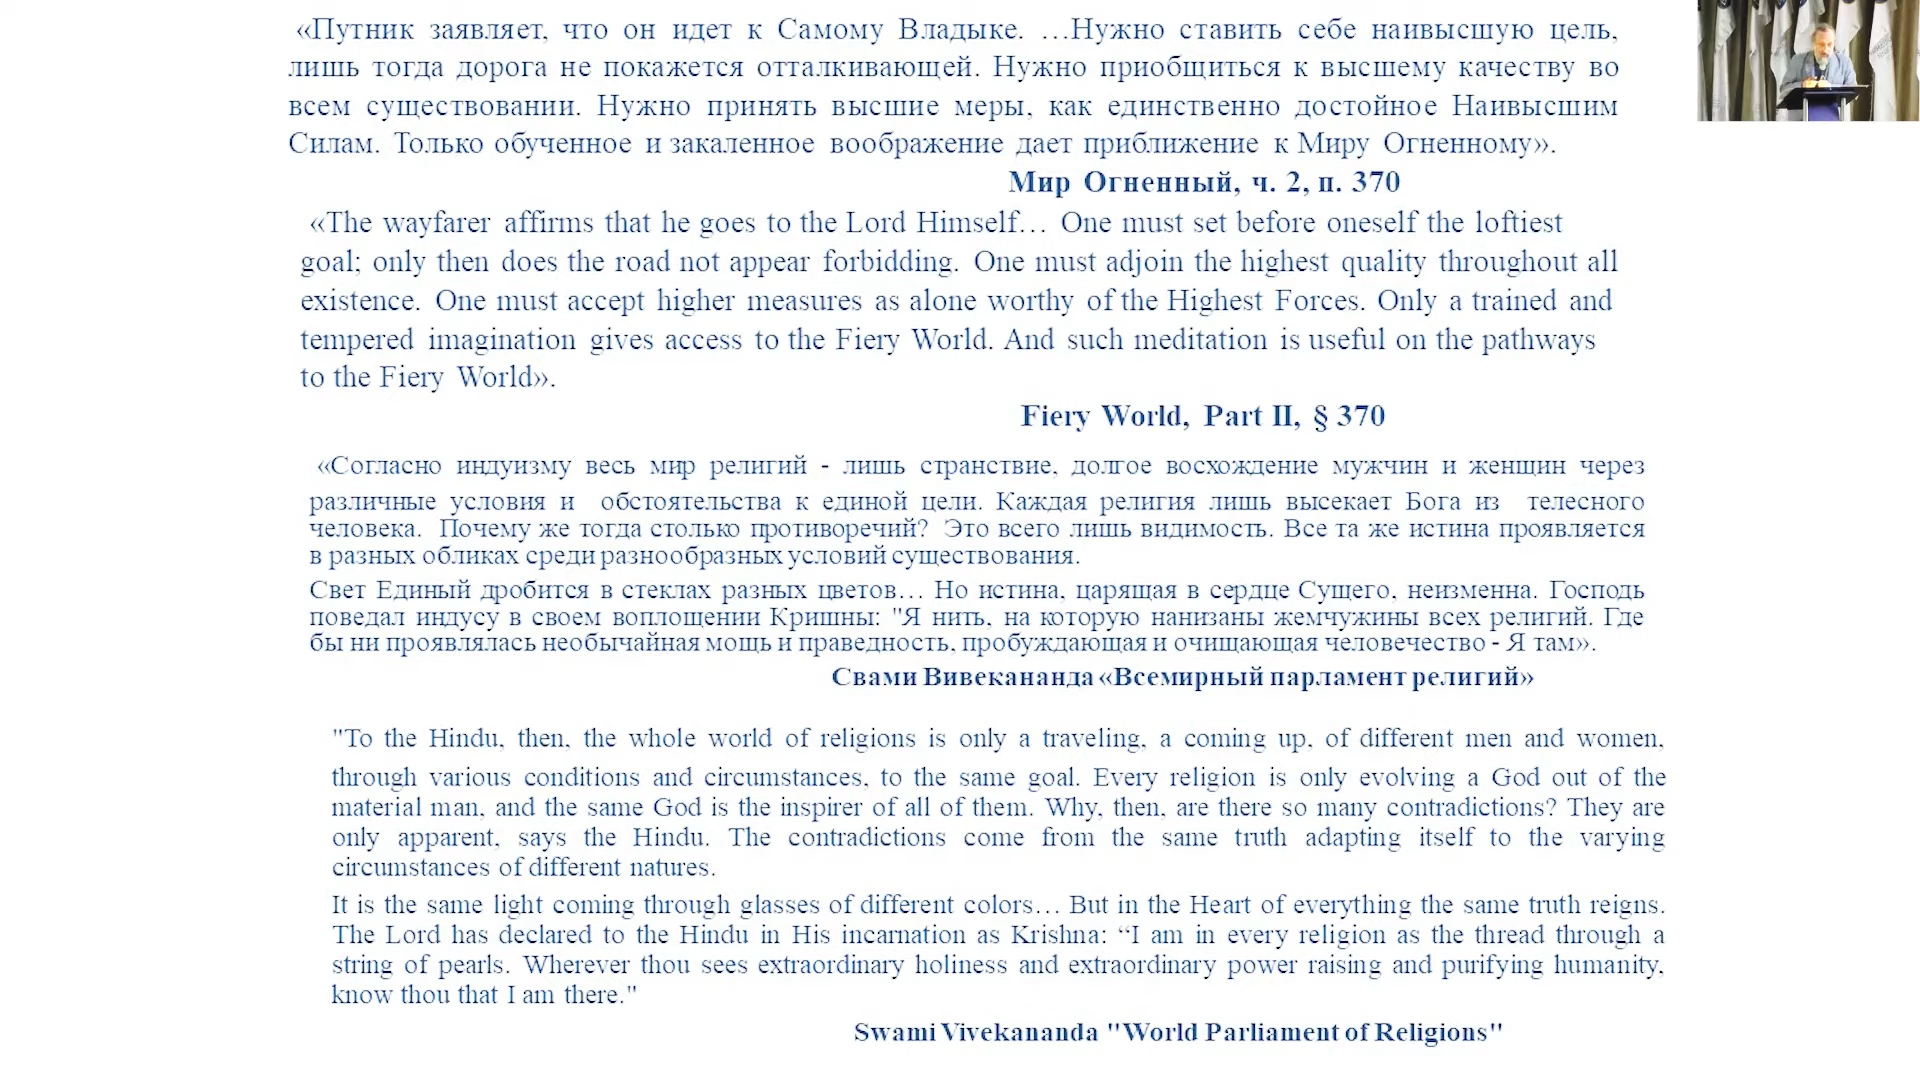 «Путник заявляет, что он идет к Самому Владыке. …Нужно ставить себе наивысшую цель,
лишь тогда дорога не покажется отталкивающей. Нужно приобщиться к высшему качеству во
всем существовании. Нужно принять высшие меры, как единственно достойное Наивысшим
Силам. Только обученное и закаленное воображение дает приближение к Миру Огненному».
Мир Огненный, ч. 2, п. 370
«The wayfarer affirms that he goes to the Lord Himself… One must set before oneself the loftiest
goal; only then does the road not appear forbidding. One must adjoin the highest quality throughout all
existence. One must accept higher measures as alone worthy of the Highest Forces. Only a trained and
tempered imagination gives access to the Fiery World. And such meditation is useful on the pathways
to the Fiery World».
Fiery World, Part II, § 370
«Согласно индуизму весь мир религий - лишь странствие, долгое восхождение мужчин и женщин через
различные условия и обстоятельства к единой цели. Каждая религия лишь высекает Бога из телесного
человека. Почему же тогда столько противоречий? Это всего лишь видимость. Все та же истина проявляется
в разных обликах среди разнообразных условий существования.
Свет Единый дробится в стеклах разных цветов… Но истина, царящая в сердце Сущего, неизменна. Господь
поведал индусу в своем воплощении Кришны: "Я нить, на которую нанизаны жемчужины всех религий. Где
бы ни проявлялась необычайная мощь и праведность, пробуждающая и очищающая человечество - Я там».
Свами Вивекананда «Всемирный парламент религий»
"To the Hindu, then, the whole world of religions is only a traveling, a coming up, of different men and women,
through various conditions and circumstances, to the same goal. Every religion is only evolving a God out of the
material man, and the same God is the inspirer of all of them. Why, then, are there so many contradictions? They are
only apparent, says the Hindu. The contradictions come from the same truth adapting itself to the varying
circumstances of different natures.
It is the same light coming through glasses of different colors… But in the Heart of everything the same truth reigns.
The Lord has declared to the Hindu in His incarnation as Krishna: “I am in every religion as the thread through a
string of pearls. Wherever thou sees extraordinary holiness and extraordinary power raising and purifying humanity,
know thou that I am there."
Swami Vivekananda "World Parliament of Religions"